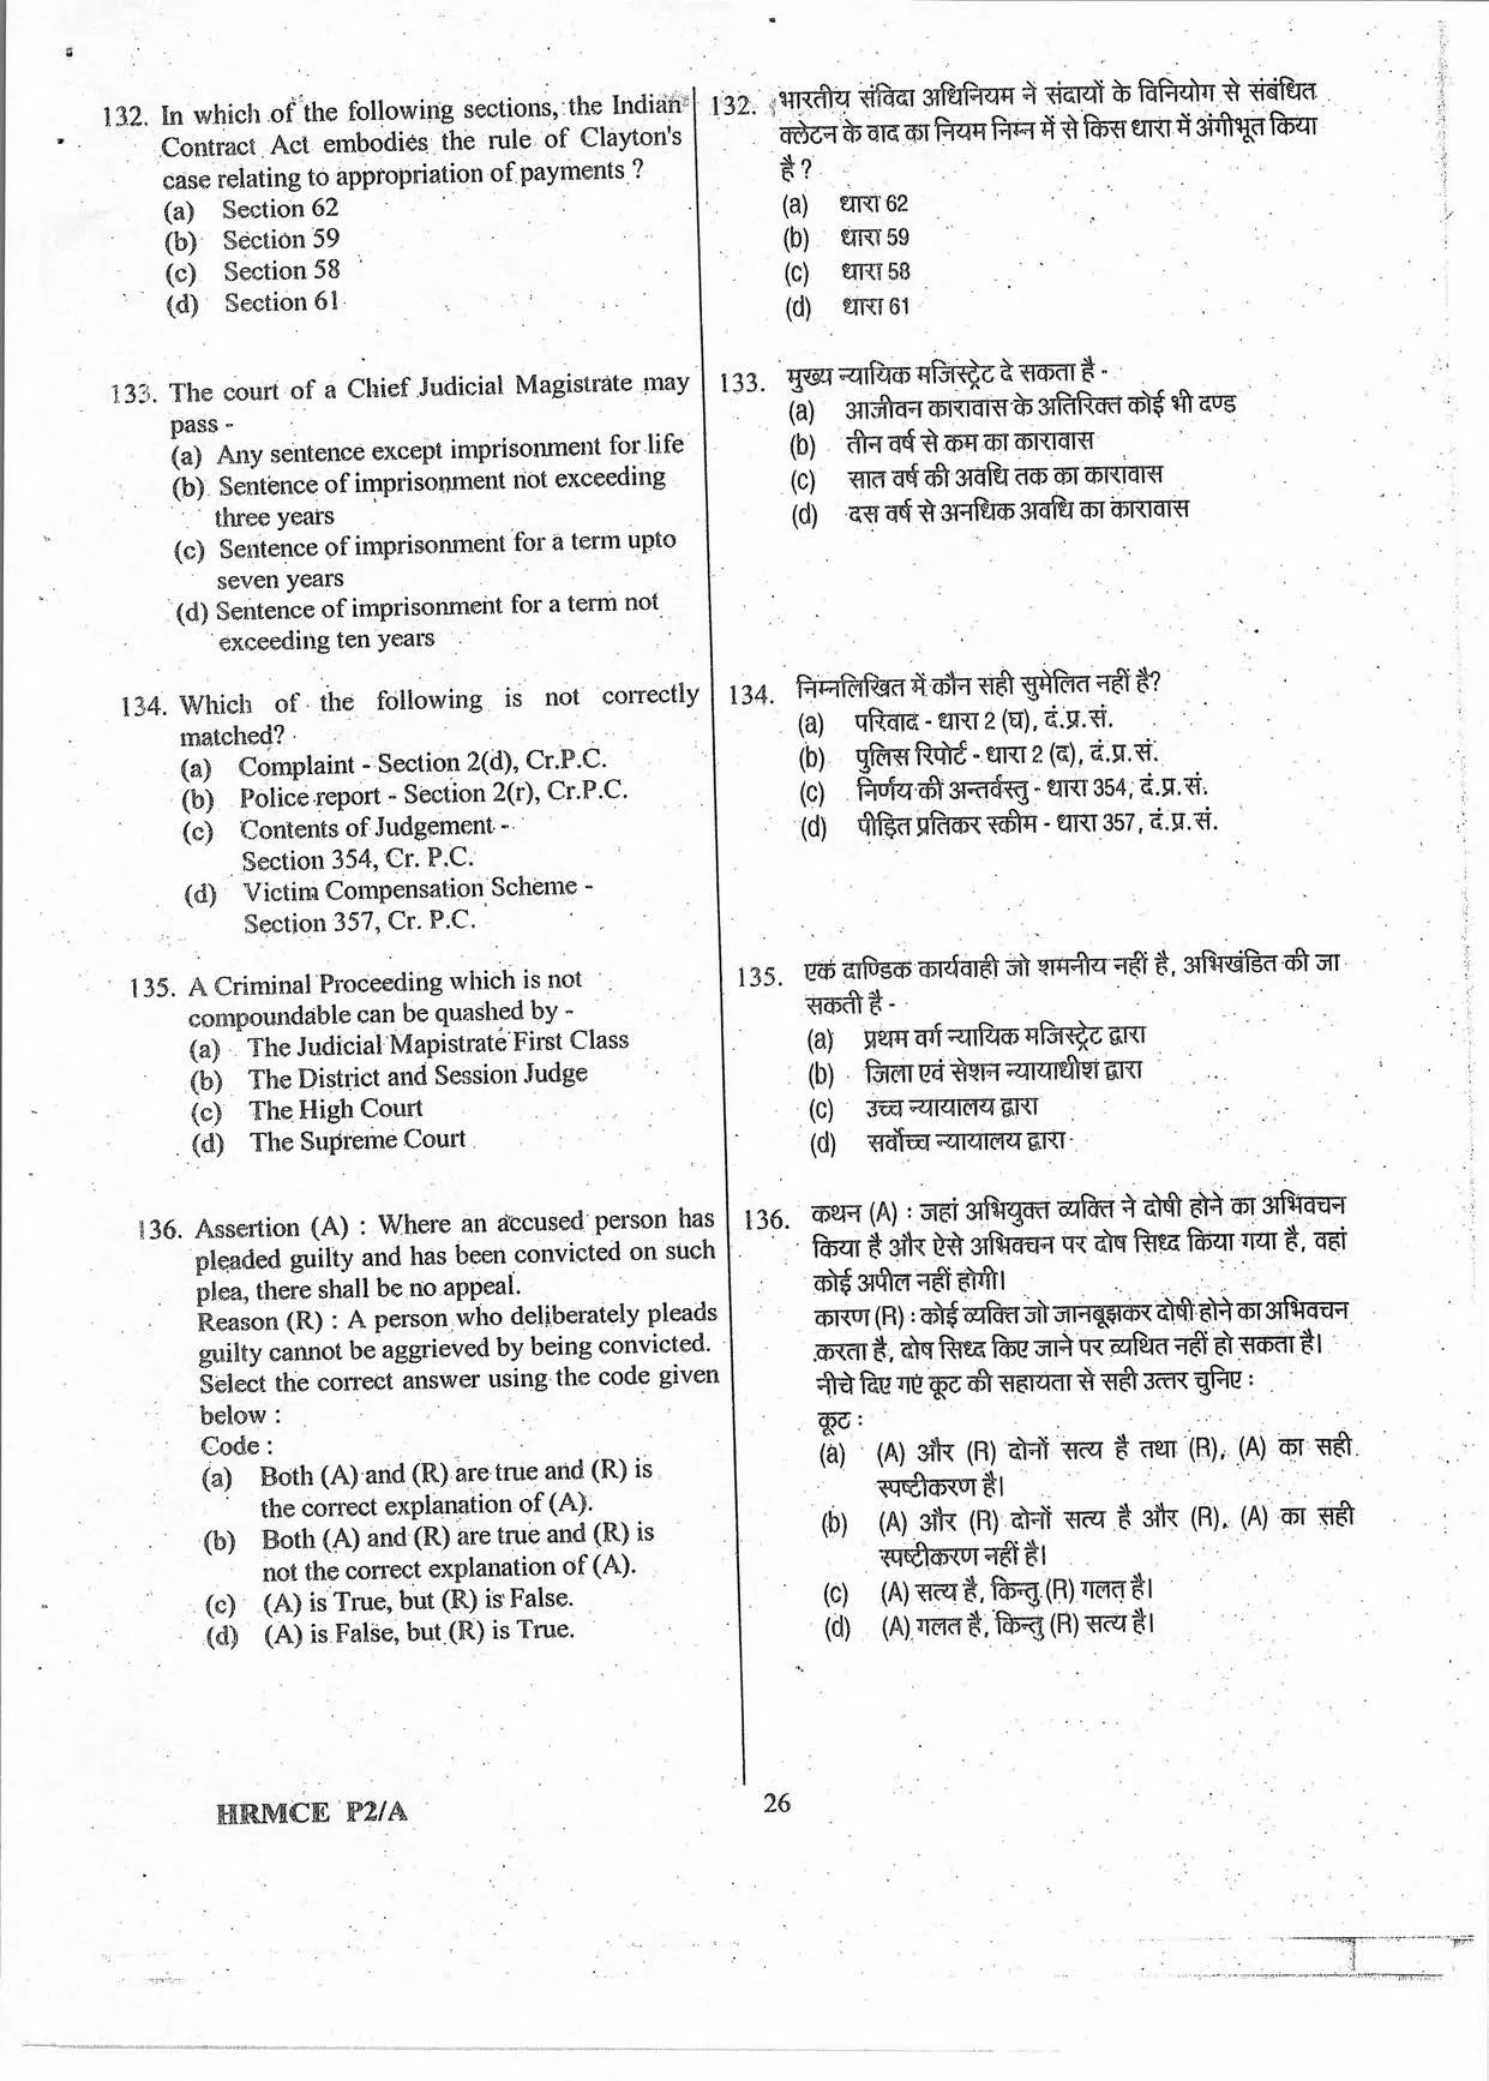 132. In which of the following sections, the Indian
Contract Act embodies the rule of Clayton's
case relating to appropriation of payments ?
(a) Section 62
(b) Section 59
(c) Section 58
(d) Section 61
133. The court of a Chief Judicial Magistrate may
pass -
(a) Any sentence except imprisonment for life
(b) Sentence of imprisonment not exceeding
three years
(c) Sentence of imprisonment for a term upto
seven years
(d) Sentence of imprisonment for a term not
exceeding ten years
134. Which of the following is not correctly
matched?
(a) Complaint - Section 2(d), Cr.P.C.
(b) Police report - Section 2(r), Cr.P.C.
(c) Contents of Judgement -
Section 354, Cr. P.C.
(d) Victim Compensation Scheme -
Section 357, Cr. P.C.
135. A Criminal Proceeding which is not
compoundable can be quashed by -
(a) The Judicial Mapistrate First Class
(b) The District and Session Judge
(c) The High Court
(d) The Supreme Court
136. Assertion (A) : Where an accused person has
pleaded guilty and has been convicted on such
plea, there shall be no appeal.
Reason (R) : A person who deliberately pleads
guilty cannot be aggrieved by being convicted.
Select the correct answer using the code given
below :
Code :
(a) Both (A) and (R) are true and (R) is
the correct explanation of (A).
(b) Both (A) and (R) are true and (R) is
not the correct explanation of (A).
(c) (A) is True, but (R) is False.
(d) (A) is False, but (R) is True.
132. भारतीय संविदा अधिनियम ने संदायों के विनियोग से संबंधित
क्लेटन के वाद का नियम निम्न में से किस धारा में अंगीभूत किया
है ?
(a) धारा 62
(b) धारा 59
(c) धारा 58
(d) धारा 61
133. मुख्य न्यायिक मजिस्ट्रेट दे सकता है -
(a) आजीवन कारावास के अतिरिक्त कोई भी दण्ड
(b) तीन वर्ष से कम का कारावास
(c) सात वर्ष की अवधि तक का कारावास
(d) दस वर्ष से अनधिक अवधि का कारावास
134. निम्नलिखित में कौन सही सुमेलित नहीं है?
(a) परिवाद - धारा 2 (घ), दं.प्र.सं.
(b) पुलिस रिपोर्ट - धारा 2 (द), दं.प्र.सं.
(c) निर्णय की अन्तर्वस्तु - धारा 354, दं.प्र.सं.
(d) पीड़ित प्रतिकर स्कीम - धारा 357, दं.प्र.सं.
135. एक दाण्डिक कार्यवाही जो शमनीय नहीं है, अभिखंडित की जा
सकती है -
(a) प्रथम वर्ग न्यायिक मजिस्ट्रेट द्वारा
(b) जिला एवं सेशन न्यायाधीश द्वारा
(c) उच्च न्यायालय द्वारा
(d) सर्वोच्च न्यायालय द्वारा
136. कथन (A) : जहां अभियुक्त व्यक्ति ने दोषी होने का अभिवचन
किया है और ऐसे अभिवचन पर दोष सिध्द किया गया है, वहां
कोई अपील नहीं होगी।
कारण (R) : कोई व्यक्ति जो जानबूझकर दोषी होने का अभिवचन
करता है, दोष सिध्द किए जाने पर व्यथित नहीं हो सकता है।
नीचे दिए गए कूट की सहायता से सही उत्तर चुनिए :
कूट :
(a) (A) और (R) दोनों सत्य है तथा (R), (A) का सही
स्पष्टीकरण है।
(b) (A) और (R) दोनों सत्य है और (R), (A) का सही
स्पष्टीकरण नहीं है।
(c) (A) सत्य है, किन्तु (R) गलत है।
(d) (A) गलत है, किन्तु (R) सत्य है।
HRMCE P2/A
26